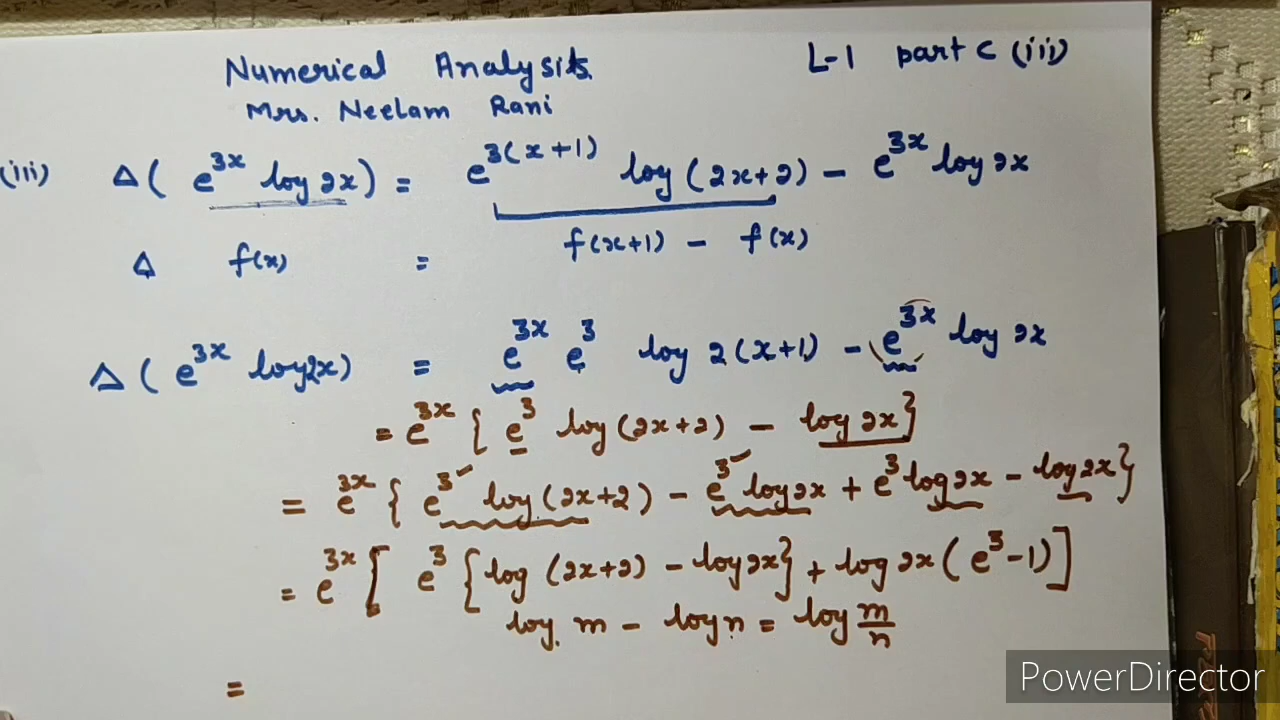 Numerical Analysis L-1 part c (iii)
Mrs. Neelam Rani
(iii) Δ( e^{3x} log 2x) = e^{3(x+1)} log (2x+2) - e^{3x} log 2x
Δ f(x) = f(x+1) - f(x)
Δ( e^{3x} log2x) = e^{3x} e^{3} log 2(x+1) - e^{3x} log 2x
= e^{3x} { e^{3} log (2x+2) - log 2x}
= e^{3x} { e^{3} log (2x+2) - e^{3} log 2x + e^{3} log 2x - log 2x}
= e^{3x} [ e^{3} {log (2x+2) - log 2x} + log 2x ( e^{3} -1)]
log m - log n = log \frac{m}{n}
=
PowerDirector